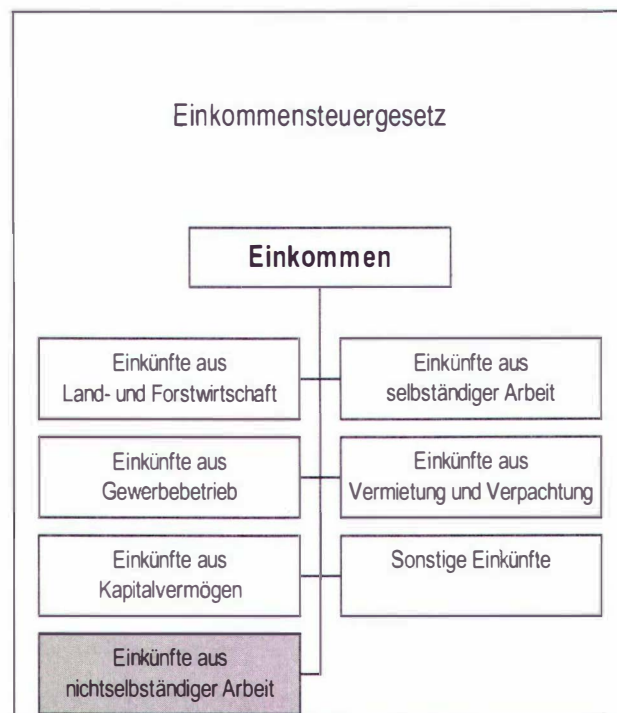 Einkommensteuergesetz
Einkommen
Einkünfte aus
Land- und Forstwirtschaft
Einkünfte aus
selbständiger Arbeit
Einkünfte aus
Gewerbebetrieb
Einkünfte aus
Vermietung und Verpachtung
Einkünfte aus
Kapitalvermögen
Sonstige Einkünfte
Einkünfte aus
nichtselbständiger Arbeit